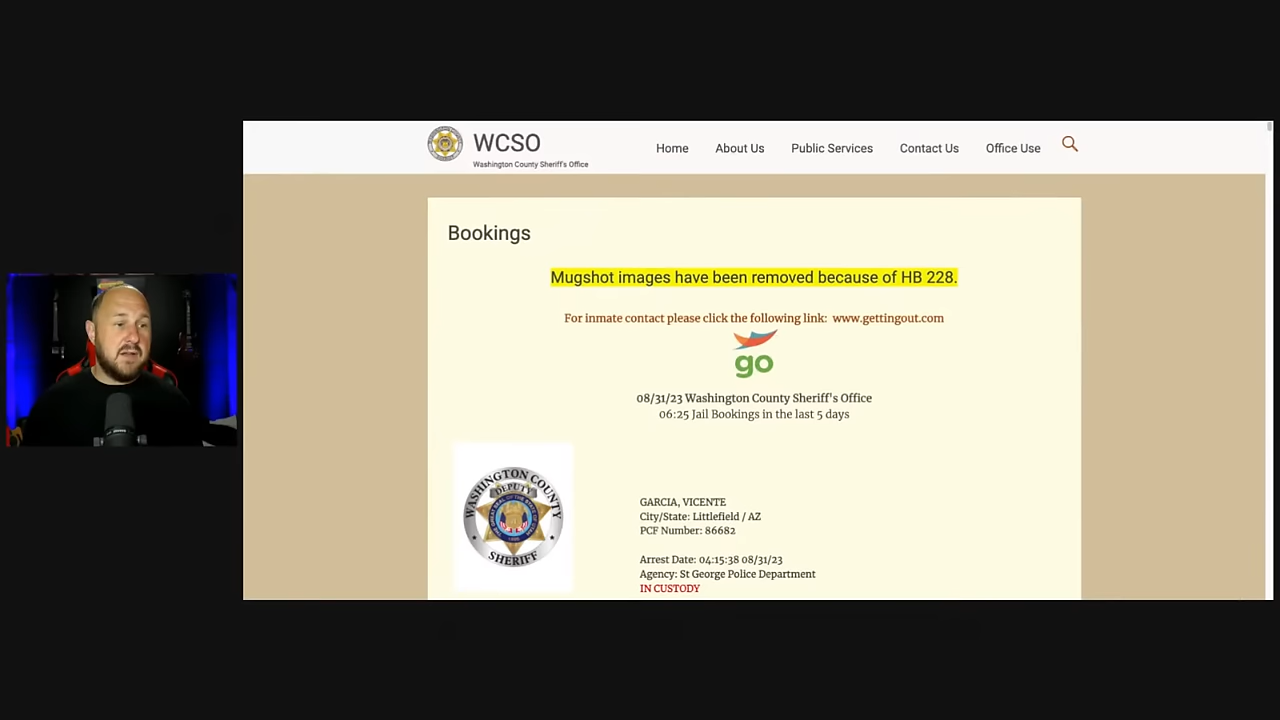 WCSO
Washington County Sheriff's Office
Home
About Us
Public Services
Contact Us
Office Use
Bookings
Mugshot images have been removed because of HB 228.
For inmate contact please click the following link: www.gettingout.com
go
08/31/23 Washington County Sheriff's Office
06:25 Jail Bookings in the last 5 days
WASHINGTON COUNTY
DEPUTY
SHERIFF
GARCIA, VICENTE
City/State: Littlefield / AZ
PCF Number: 86682
Arrest Date: 04:15:38 08/31/23
Agency: St George Police Department
IN CUSTODY